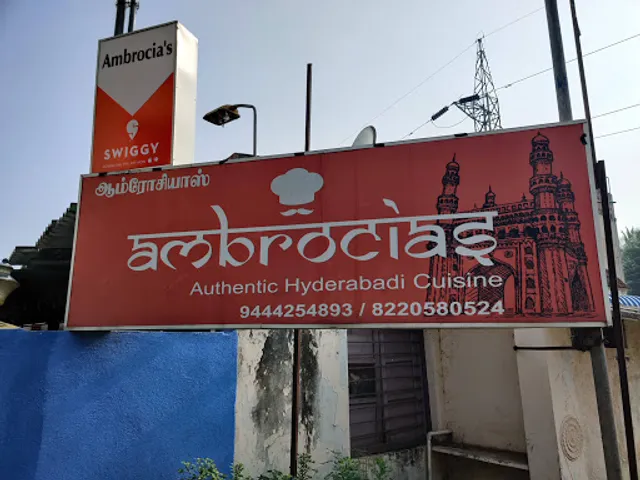 Ambrocia's
SWIGGY
ஆம்ரோசியாஸ்
ambrocias
Authentic Hyderabadi Cuisine
9444254893 / 8220580524